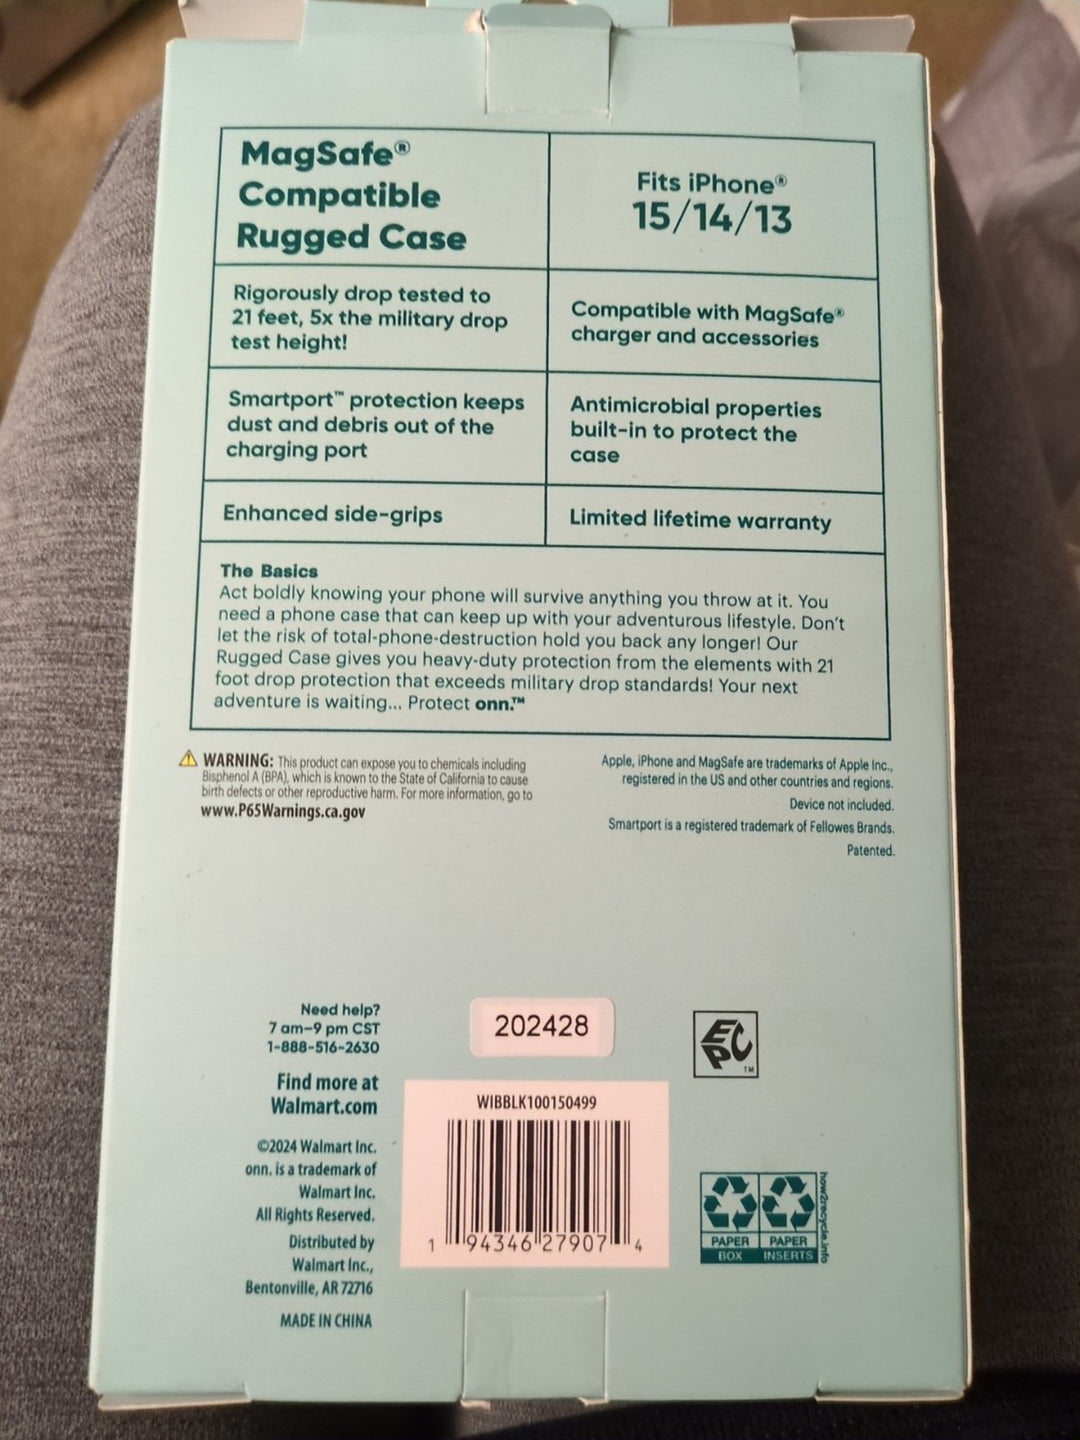 MagSafe®
Compatible
Rugged Case
Fits iPhone®
15/14/13
Rigorously drop tested to
21 feet, 5x the military drop
test height!
Compatible with MagSafe®
charger and accessories
Smartport™ protection keeps
dust and debris out of the
charging port
Antimicrobial properties
built-in to protect the
case
Enhanced side-grips
Limited lifetime warranty
The Basics
Act boldly knowing your phone will survive anything you throw at it. You
need a phone case that can keep up with your adventurous lifestyle. Don't
let the risk of total-phone-destruction hold you back any longer! Our
Rugged Case gives you heavy-duty protection from the elements with 21
foot drop protection that exceeds military drop standards! Your next
adventure is waiting... Protect onn.™
WARNING: This product can expose you to chemicals including
Bisphenol A (BPA), which is known to the State of California to cause
birth defects or other reproductive harm. For more information, go to
www.P65Warnings.ca.gov
Apple, iPhone and MagSafe are trademarks of Apple Inc.,
registered in the US and other countries and regions.
Device not included.
Smartport is a registered trademark of Fellowes Brands.
Patented.
Need help?
7 am–9 pm CST
1-888-516-2630
Find more at
Walmart.com
©2024 Walmart Inc.
onn. is a trademark of
Walmart Inc.
All Rights Reserved.
Distributed by
Walmart Inc.,
Bentonville, AR 72716
MADE IN CHINA
202428
WIBBLK100150499
1 94346 27907 4
EPC™
PAPER
BOX
PAPER
INSERTS
how2recycle.info